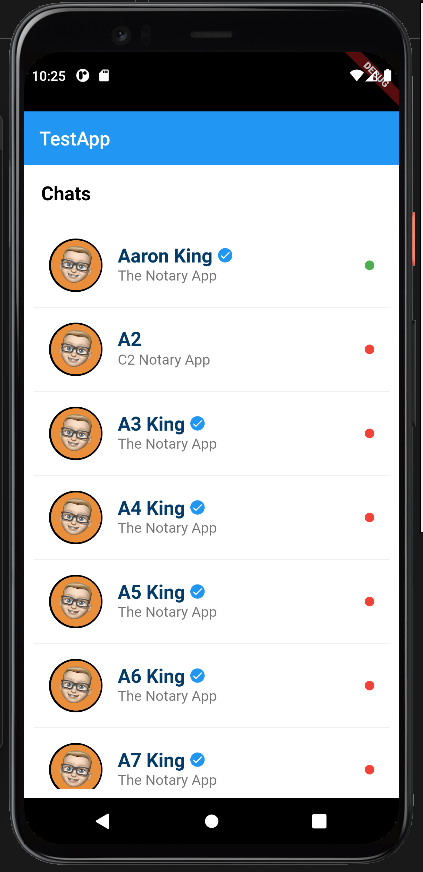 10:25
DEBUG
TestApp
Chats
Aaron King
The Notary App
A2
C2 Notary App
A3 King
The Notary App
A4 King
The Notary App
A5 King
The Notary App
A6 King
The Notary App
A7 King
The Notary App